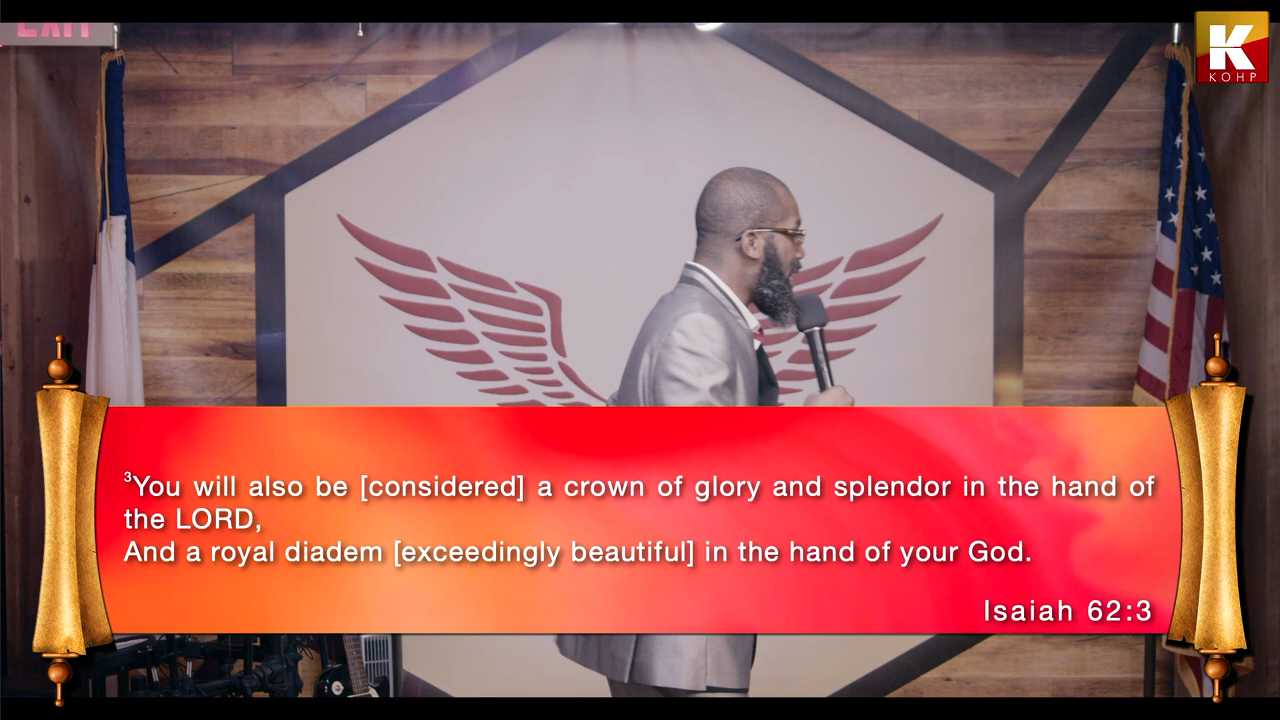 EXIT
K
KOHP
³You will also be [considered] a crown of glory and splendor in the hand of
the LORD,
And a royal diadem [exceedingly beautiful] in the hand of your God.
Isaiah 62:3